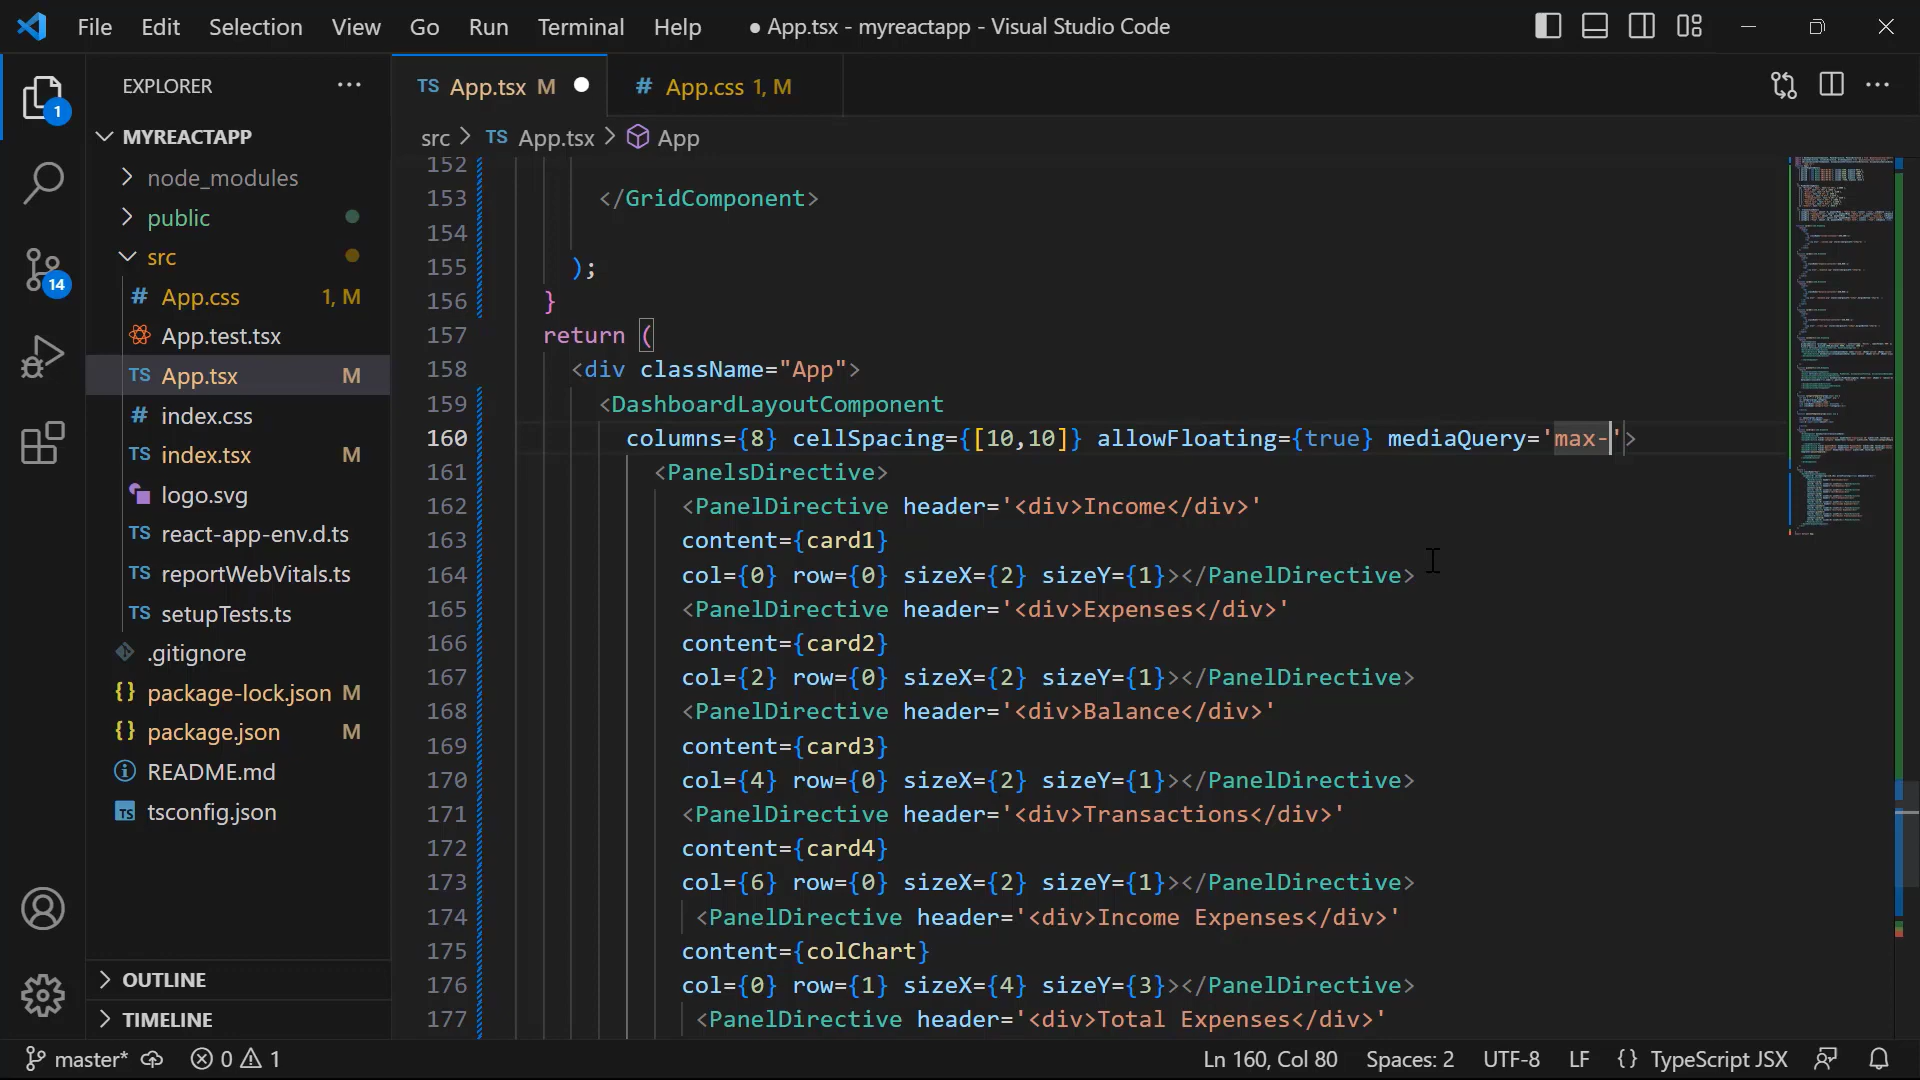 File Edit Selection View Go Run Terminal Help ● App.tsx - myreactapp - Visual Studio Code
EXPLORER ···
TS App.tsx M
# App.css 1, M
1
MYREACTAPP
src > TS App.tsx > App
node_modules
public
src
# App.css 1, M
App.test.tsx
TS App.tsx M
# index.css
TS index.tsx M
logo.svg
TS react-app-env.d.ts
TS reportWebVitals.ts
TS setupTests.ts
.gitignore
{} package-lock.json M
{} package.json M
README.md
TS tsconfig.json
14
OUTLINE
TIMELINE
152
153 </GridComponent>
154
155 );
156 }
157 return (
158 <div className="App">
159 <DashboardLayoutComponent
160 columns={8} cellSpacing={[10,10]} allowFloating={true} mediaQuery='max-'>
161 <PanelsDirective>
162 <PanelDirective header='<div>Income</div>'
163 content={card1}
164 col={0} row={0} sizeX={2} sizeY={1}></PanelDirective>
165 <PanelDirective header='<div>Expenses</div>'
166 content={card2}
167 col={2} row={0} sizeX={2} sizeY={1}></PanelDirective>
168 <PanelDirective header='<div>Balance</div>'
169 content={card3}
170 col={4} row={0} sizeX={2} sizeY={1}></PanelDirective>
171 <PanelDirective header='<div>Transactions</div>'
172 content={card4}
173 col={6} row={0} sizeX={2} sizeY={1}></PanelDirective>
174 <PanelDirective header='<div>Income Expenses</div>'
175 content={colChart}
176 col={0} row={1} sizeX={4} sizeY={3}></PanelDirective>
177 <PanelDirective header='<div>Total Expenses</div>'
master* 0 1 Ln 160, Col 80 Spaces: 2 UTF-8 LF {} TypeScript JSX